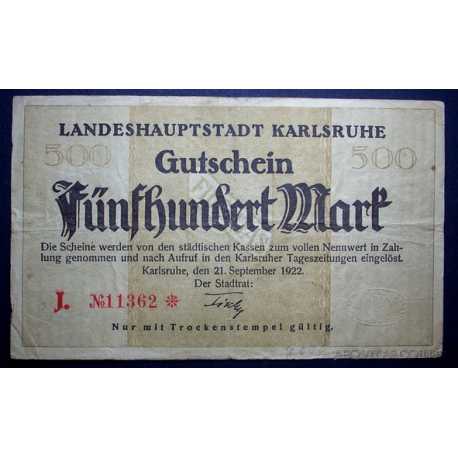 LANDESHAUPTSTADT KARLSRUHE
500 Gutschein 500
Fünfhundert Mark
Die Scheine werden von den städtischen Kassen zum vollen Nennwert in Zah-
lung genommen und nach Aufruf in den Karlsruher Tageszeitungen eingelöst.
Karlsruhe, den 21. September 1922.
Der Stadtrat:
J. №11362 *
Nur mit Trockenstempel gültig.